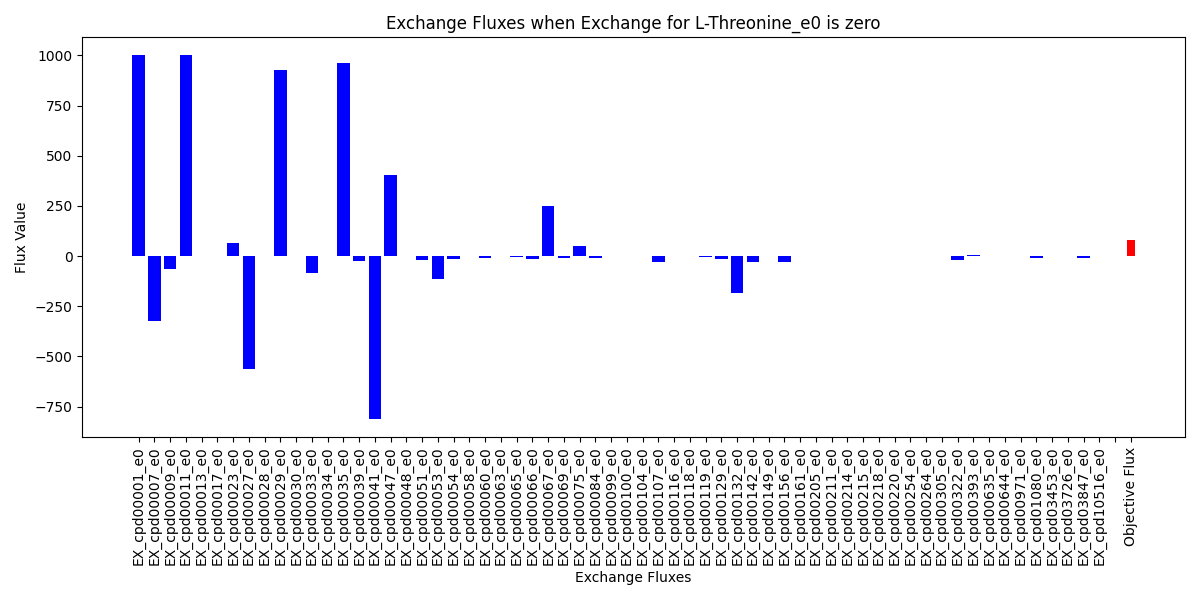 Exchange Fluxes when Exchange for L-Threonine_e0 is zero
Flux Value
1000
750
500
250
0
−250
−500
−750
EX_cpd00001_e0
EX_cpd00007_e0
EX_cpd00009_e0
EX_cpd00011_e0
EX_cpd00013_e0
EX_cpd00017_e0
EX_cpd00023_e0
EX_cpd00027_e0
EX_cpd00028_e0
EX_cpd00029_e0
EX_cpd00030_e0
EX_cpd00033_e0
EX_cpd00034_e0
EX_cpd00035_e0
EX_cpd00039_e0
EX_cpd00041_e0
EX_cpd00047_e0
EX_cpd00048_e0
EX_cpd00051_e0
EX_cpd00053_e0
EX_cpd00054_e0
EX_cpd00058_e0
EX_cpd00060_e0
EX_cpd00063_e0
EX_cpd00065_e0
EX_cpd00066_e0
EX_cpd00067_e0
EX_cpd00069_e0
EX_cpd00075_e0
EX_cpd00084_e0
EX_cpd00099_e0
EX_cpd00100_e0
EX_cpd00104_e0
EX_cpd00107_e0
EX_cpd00116_e0
EX_cpd00118_e0
EX_cpd00119_e0
EX_cpd00129_e0
EX_cpd00132_e0
EX_cpd00142_e0
EX_cpd00149_e0
EX_cpd00156_e0
EX_cpd00161_e0
EX_cpd00205_e0
EX_cpd00211_e0
EX_cpd00214_e0
EX_cpd00215_e0
EX_cpd00218_e0
EX_cpd00220_e0
EX_cpd00254_e0
EX_cpd00264_e0
EX_cpd00305_e0
EX_cpd00322_e0
EX_cpd00393_e0
EX_cpd00635_e0
EX_cpd00644_e0
EX_cpd00971_e0
EX_cpd01080_e0
EX_cpd03453_e0
EX_cpd03726_e0
EX_cpd03847_e0
EX_cpd10516_e0
Objective Flux
Exchange Fluxes